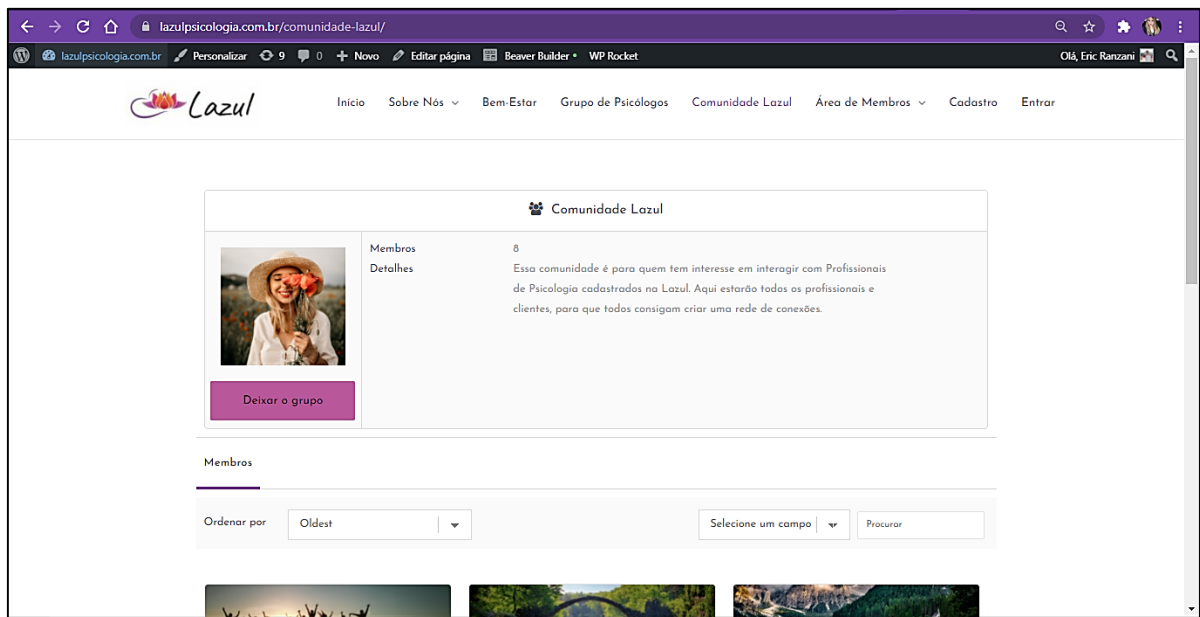 lazulpsicologia.com.br/comunidade-lazul/
lazulpsicologia.com.br Personalizar 9 0 Novo Editar página Beaver Builder • WP Rocket Olá, Eric Ranzani
Lazul Início Sobre Nós Bem-Estar Grupo de Psicólogos Comunidade Lazul Área de Membros Cadastro Entrar
Comunidade Lazul
Membros 8
Detalhes Essa comunidade é para quem tem interesse em interagir com Profissionais
de Psicologia cadastrados na Lazul. Aqui estarão todos os profissionais e
clientes, para que todos consigam criar uma rede de conexões.
Deixar o grupo
Membros
Ordenar por Oldest Selecione um campo Procurar